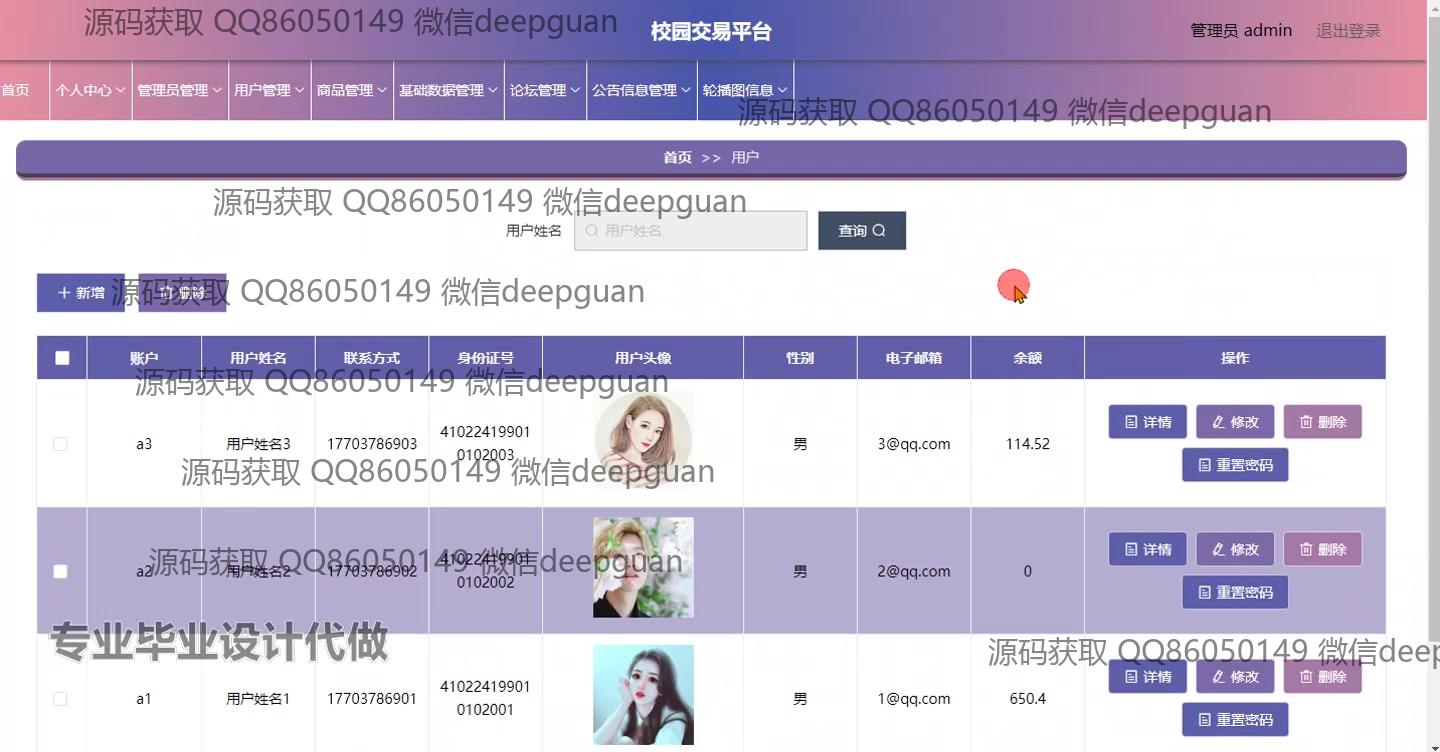 源码获取 QQ86050149 微信deepguan
校园交易平台
管理员 admin 退出登录
首页 个人中心 管理员管理 用户管理 商品管理 基础数据管理 论坛管理 公告信息管理 轮播图信息
源码获取 QQ86050149 微信deepguan
首页 >> 用户
源码获取 QQ86050149 微信deepguan
用户姓名 用户姓名 查询
新增 删除
源码获取 QQ86050149 微信deepguan
账户 用户姓名 联系方式 身份证号 用户头像 性别 电子邮箱 余额 操作
源码获取 QQ86050149 微信deepguan
a3 用户姓名3 17703786903 41022419901 男 3@qq.com 114.52 详情 修改 删除
0102003
重置密码
源码获取 QQ86050149 微信deepguan
a2 用户姓名2 17703786902 41022419901 男 2@qq.com 0 详情 修改 删除
0102002
重置密码
源码获取 QQ86050149 微信deepguan
专业毕业设计代做
源码获取 QQ86050149 微信deep
a1 用户姓名1 17703786901 41022419901 男 1@qq.com 650.4 详情 修改 删除
0102001
重置密码